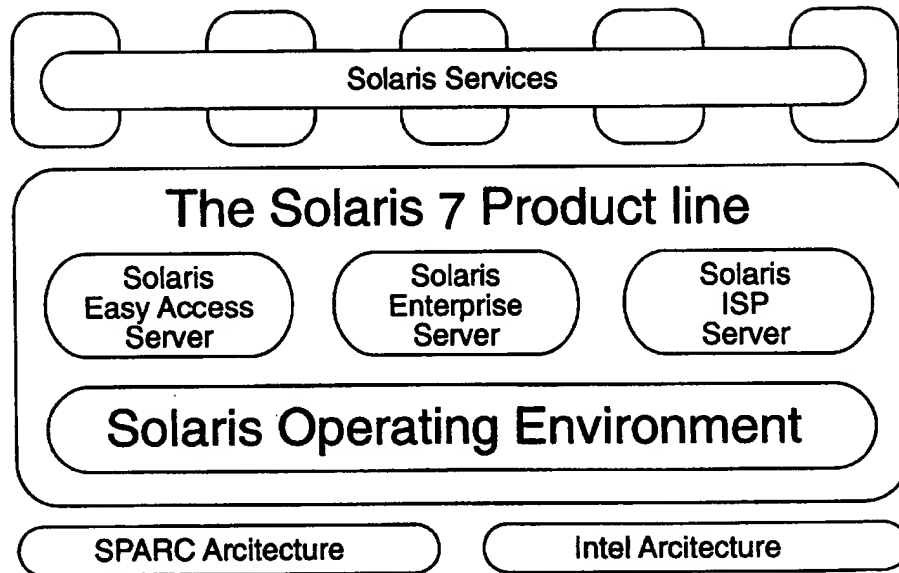 Solaris Services
The Solaris 7 Product line
Solaris
Easy Access
Server
Solaris
Enterprise
Server
Solaris
ISP
Server
Solaris Operating Environment
SPARC Arcitecture
Intel Arcitecture